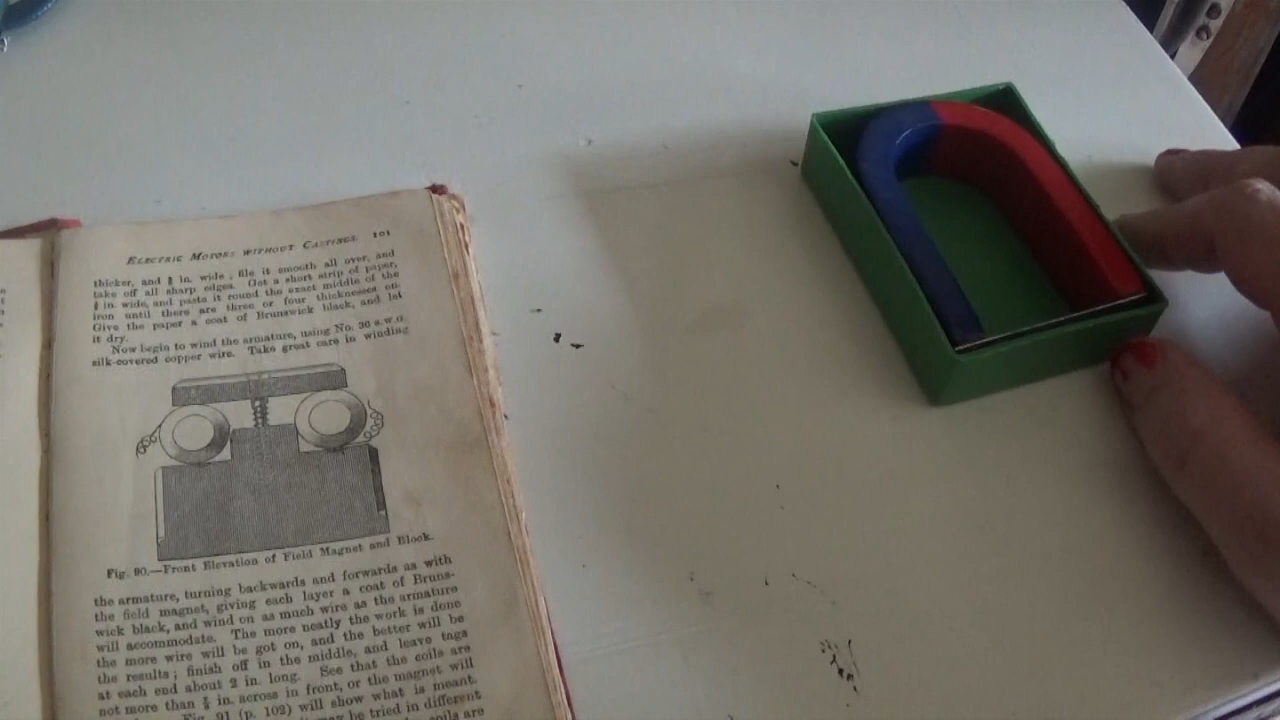 ELECTRIC MOTORS WITHOUT CASTINGS. 101
thicker, and in. wide; file it smooth all over, and
take off all sharp edges. Get a short strip of paper,
in. wide, and paste it round the exact middle of the
iron until there are three or four thicknesses on.
Give the paper a coat of Brunswick black, and let
it dry.
Now begin to wind the armature, using No. 36 s.w.g.
silk-covered copper wire. Take great care in winding
Fig. 90.—Front Elevation of Field Magnet and Block.
the armature, turning backwards and forwards as with
the field magnet, giving each layer a coat of Bruns-
wick black, and wind on as much wire as the armature
will accommodate. The more neatly the work is done
the more wire will be got on, and the better will be
the results; finish off in the middle, and leave tags
at each end about 2 in. long. See that the coils are
not more than in. across in front, or the magnet will
Fig. 91 (p. 102) will show what is meant.
may be tried in different
coils are